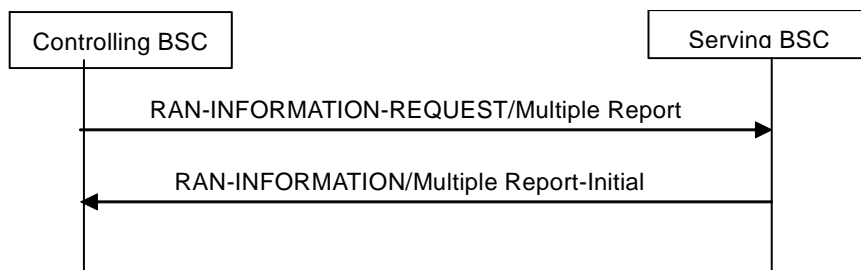 Controlling BSC
Serving BSC
RAN-INFORMATION-REQUEST/Multiple Report
RAN-INFORMATION/Multiple Report-Initial